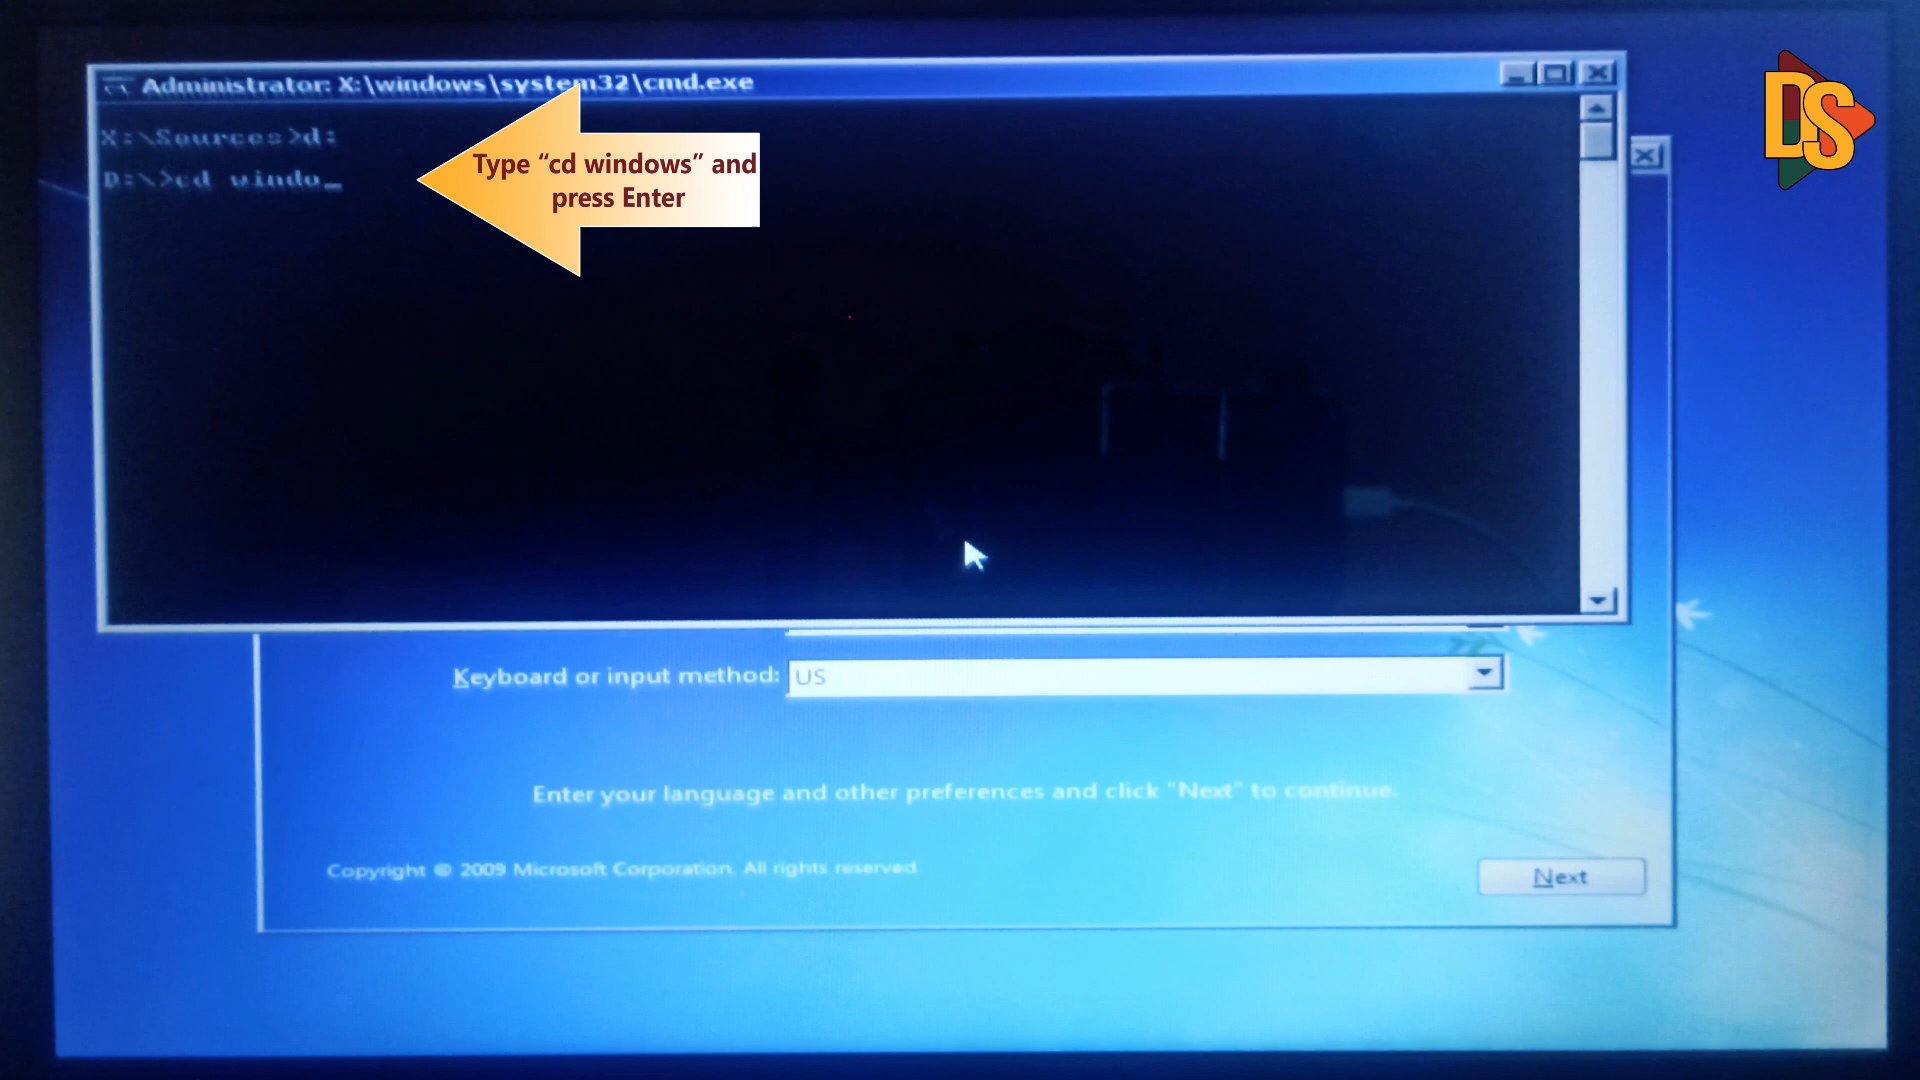 Administrator: X:\windows\system32\cmd.exe
X:\Sources>d:
D:\>cd windo_
Type “cd windows” and
press Enter
DS
Keyboard or input method: US
Enter your language and other preferences and click "Next" to continue.
Copyright © 2009 Microsoft Corporation. All rights reserved.
Next